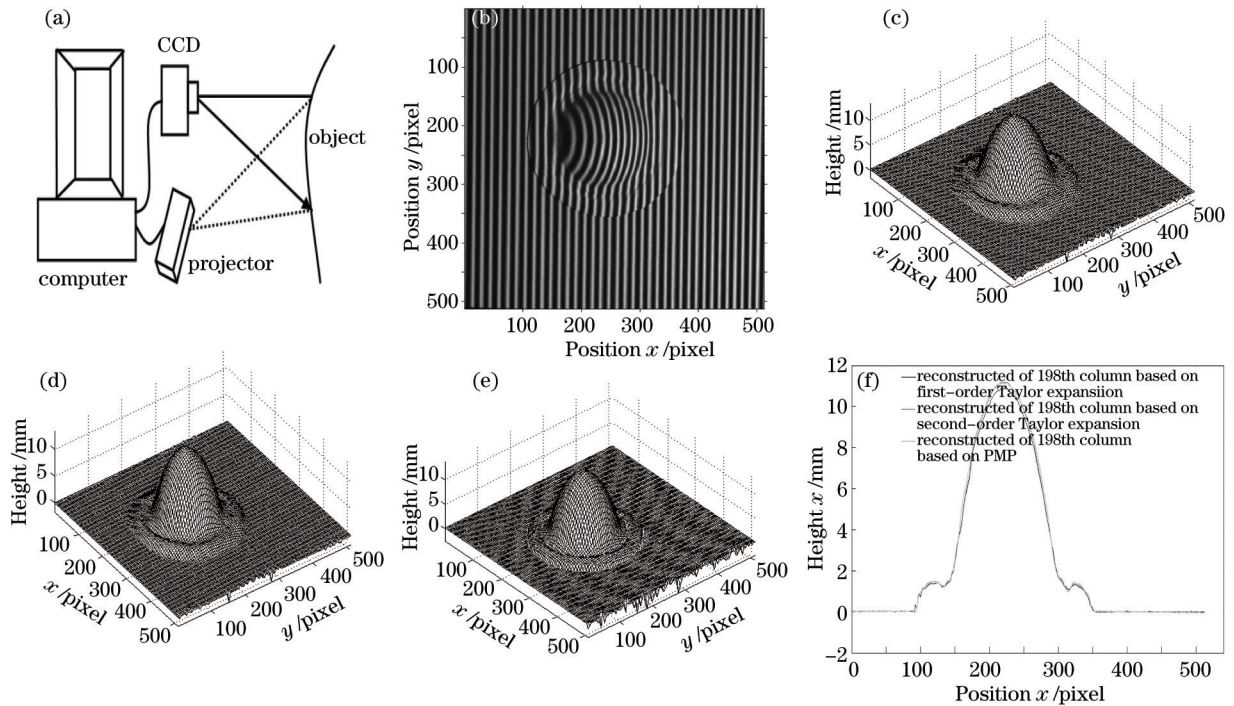 (a)
CCD
object
projector
computer
(b)
100
200
300
400
500
Position y /pixel
100 200 300 400 500
Position x /pixel
(c)
10
5
0
Height /mm
100
200
300
400
500
x /pixel
100
200
300
400
500
y /pixel
(d)
10
5
0
Height /mm
100
200
300
400
500
x /pixel
100
200
300
400
500
y /pixel
(e)
10
5
0
Height /mm
100
200
300
400
500
x /pixel
100
200
300
400
500
y /pixel
(f)
12
10
8
6
4
2
0
−2
Height x /mm
reconstructed of 198th column based on
first−order Taylor expansiion
reconstructed of 198th column based on
second−order Taylor expansion
reconstructed of 198th column
based on PMP
0 100 200 300 400 500
Position x /pixel